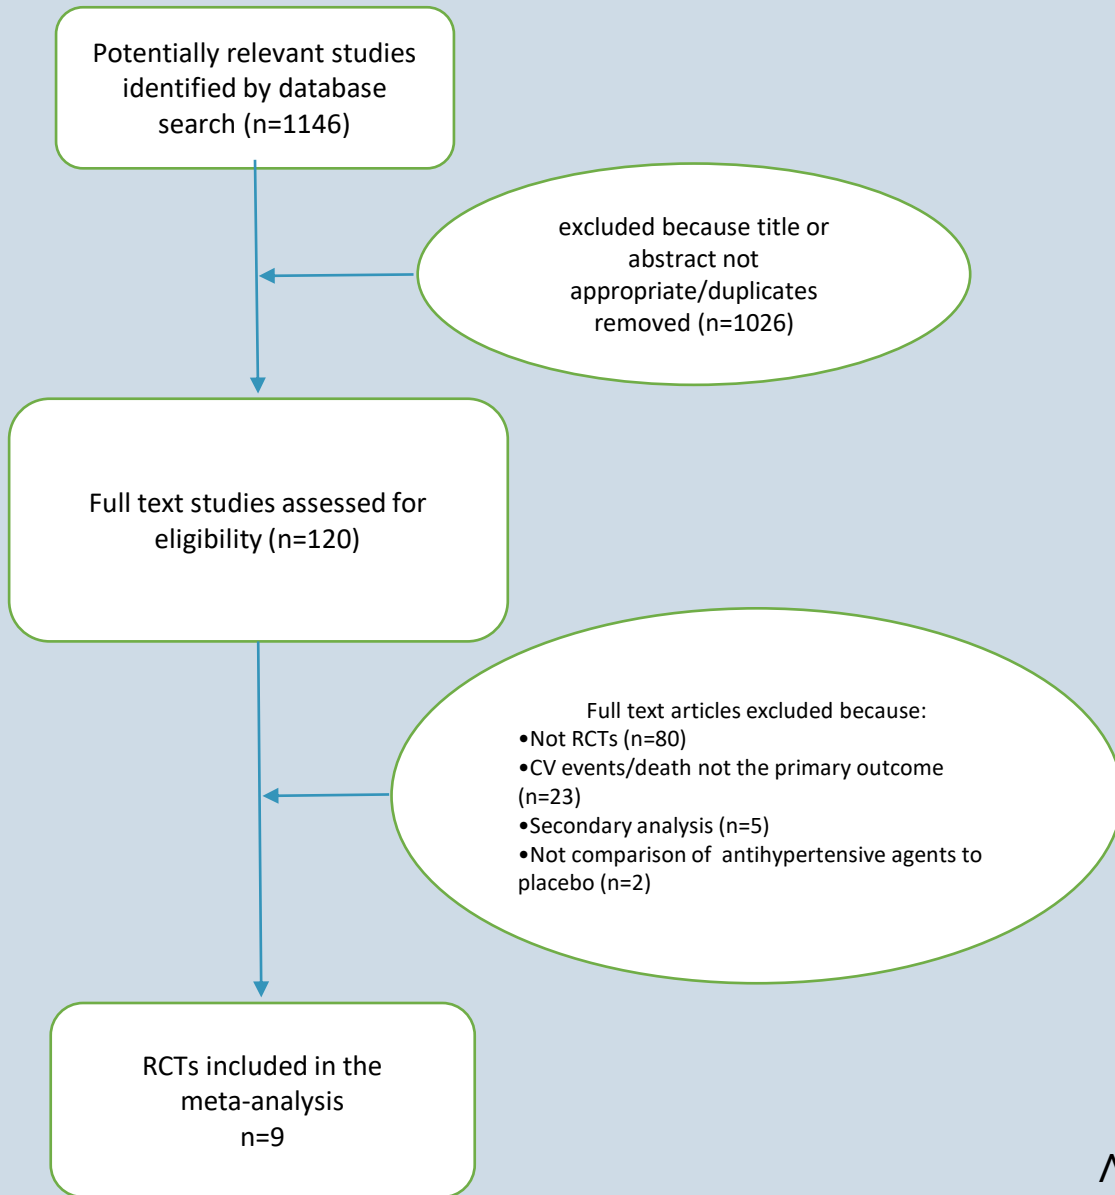 Potentially relevant studies
identified by database
search (n=1146)
excluded because title or
abstract not
appropriate/duplicates
removed (n=1026)
Full text studies assessed for
eligibility (n=120)
Full text articles excluded because:
•Not RCTs (n=80)
•CV events/death not the primary outcome
(n=23)
•Secondary analysis (n=5)
•Not comparison of antihypertensive agents to
placebo (n=2)
RCTs included in the
meta-analysis
n=9